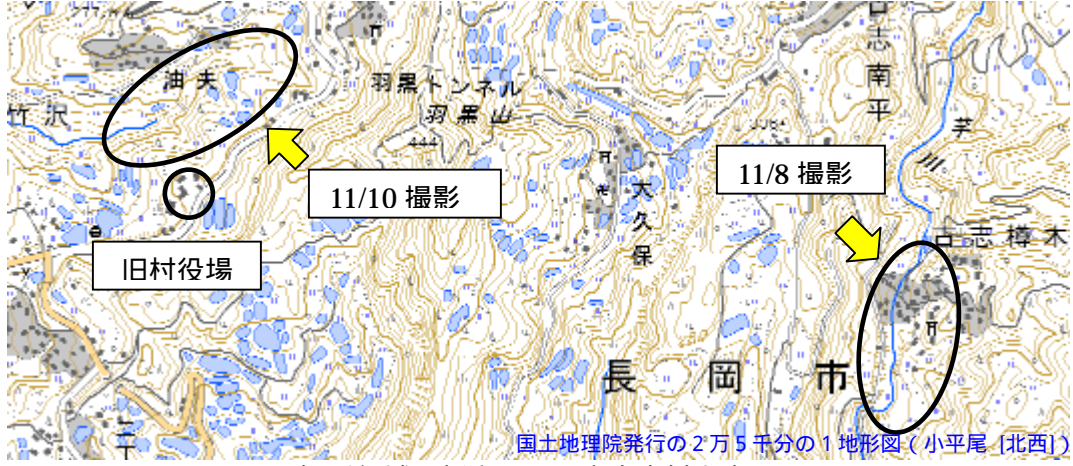 油夫
竹沢
羽黒トンネル
羽黒山
444
古志南平
芋川
11/8 撮影
11/10 撮影
大久保
古志樽木
旧村役場
長岡市
国土地理院発行の2万5千分の1地形図（小平尾 [北西]）